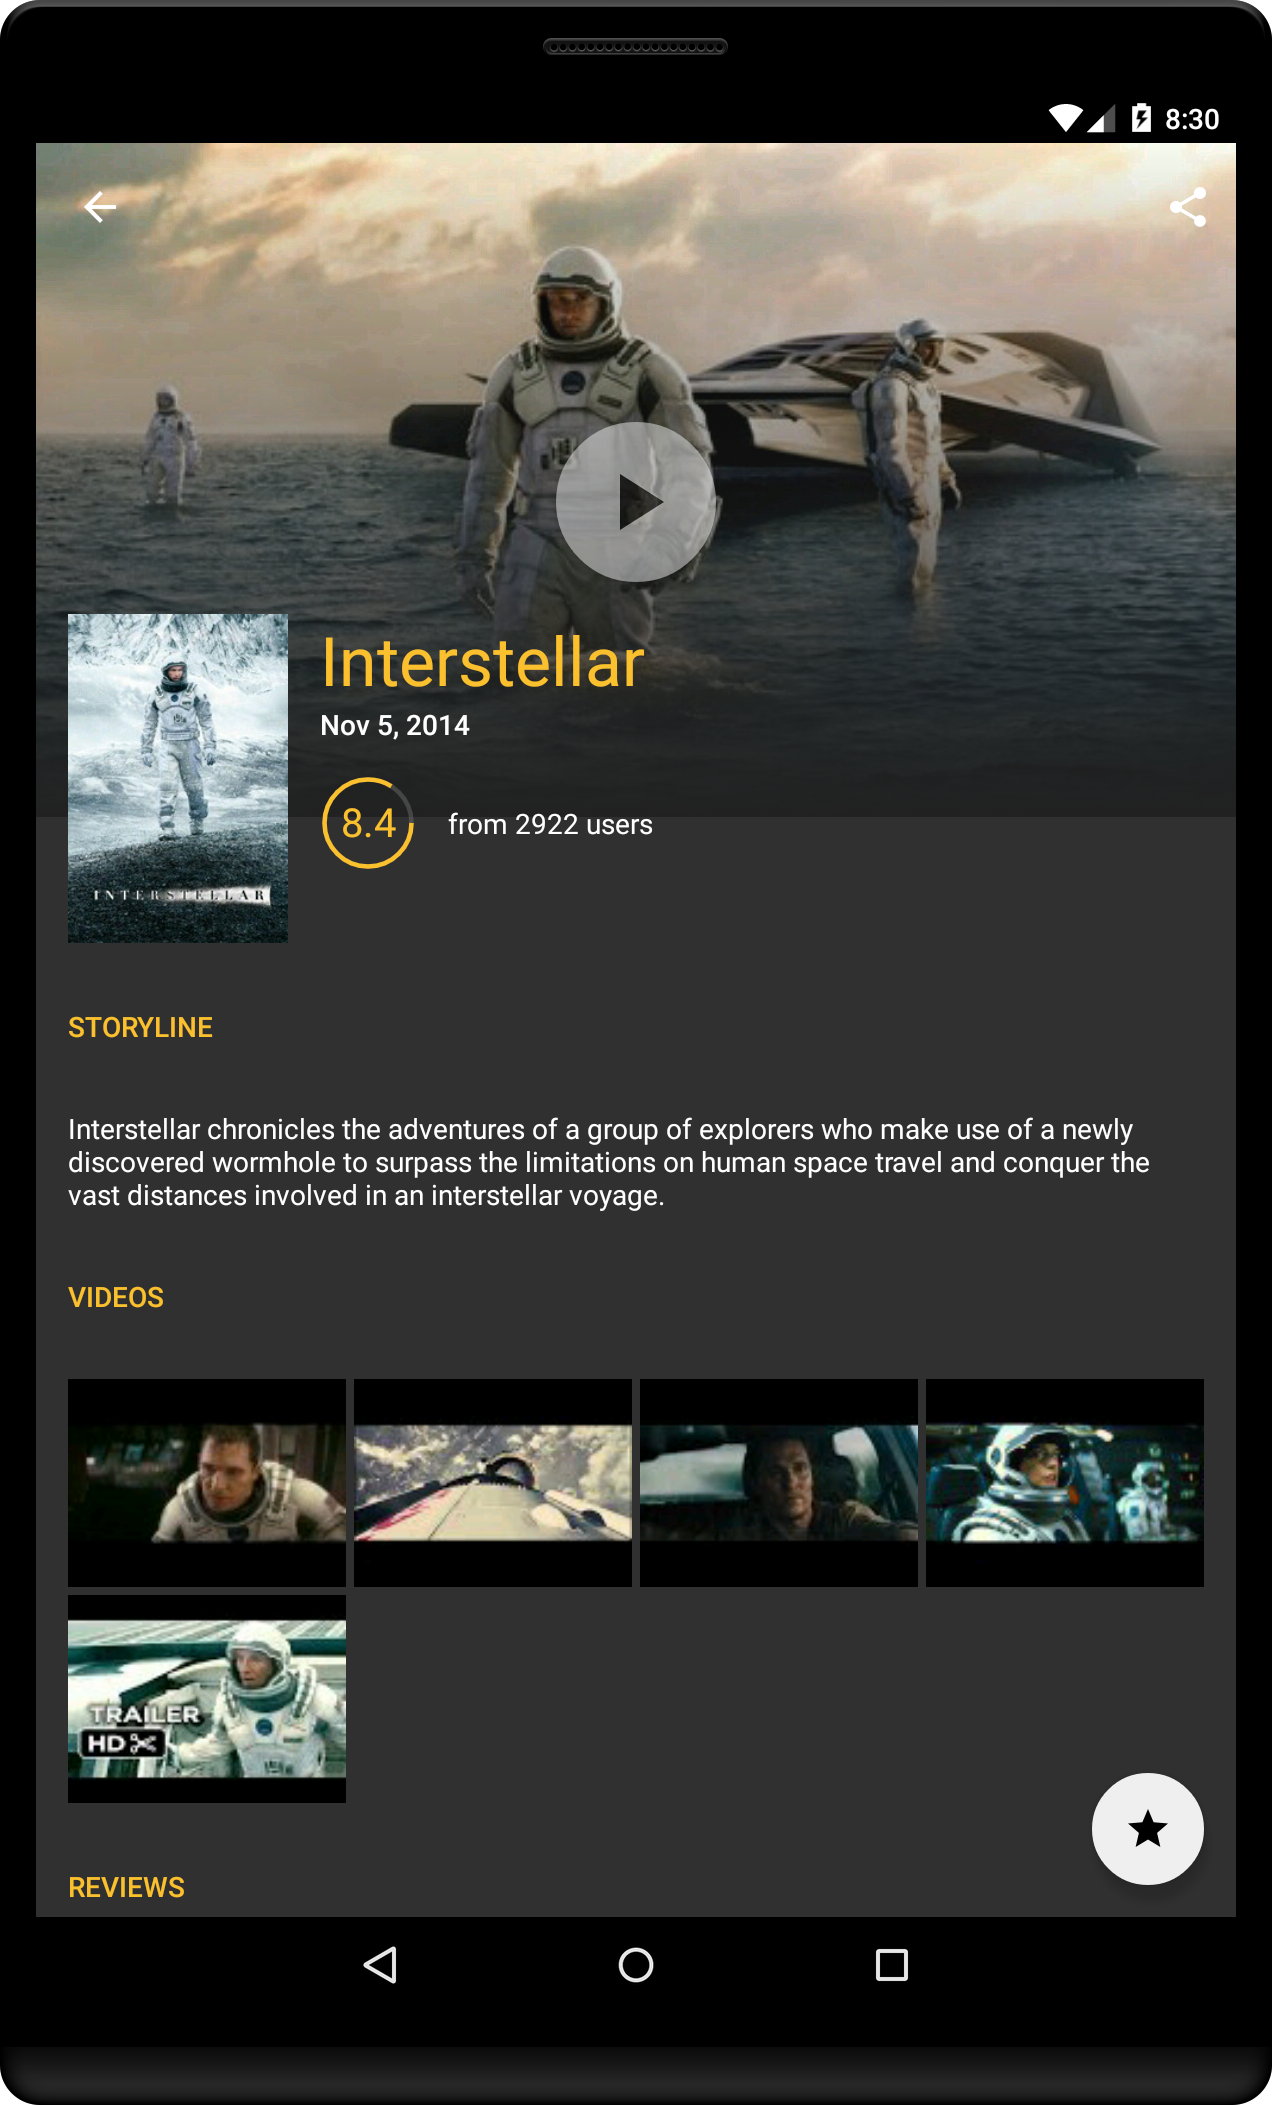 8:30
Interstellar
Nov 5, 2014
8.4
from 2922 users
INTERSTELLAR
STORYLINE
Interstellar chronicles the adventures of a group of explorers who make use of a newly
discovered wormhole to surpass the limitations on human space travel and conquer the
vast distances involved in an interstellar voyage.
VIDEOS
TRAILER
HD
REVIEWS